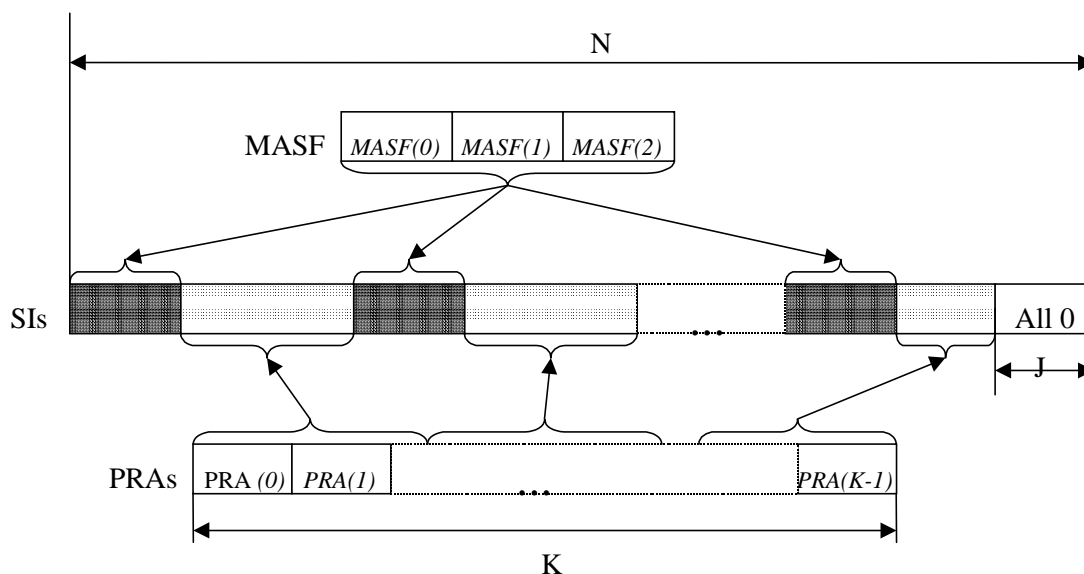 N
MASF
MASF(0) MASF(1) MASF(2)
SIs
All 0
J
PRAs
PRA (0) PRA(1) PRA(K-1)
K